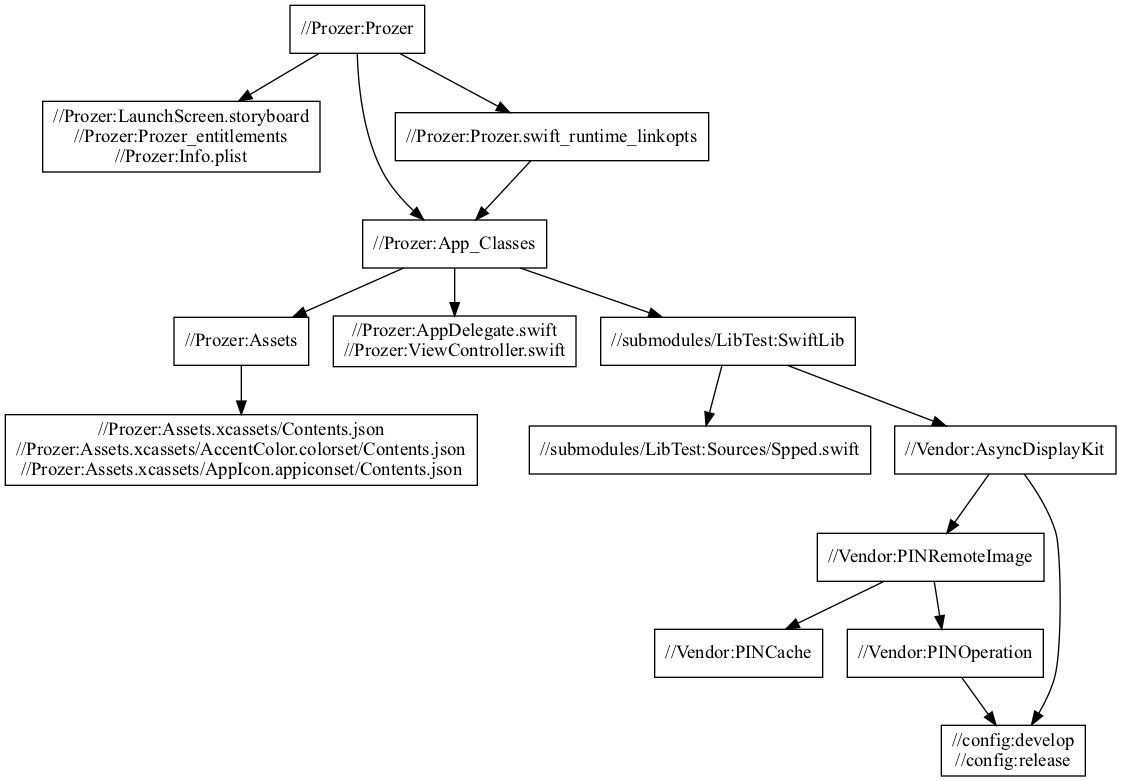 //Prozer:Prozer
//Prozer:LaunchScreen.storyboard
//Prozer:Prozer_entitlements
//Prozer:Info.plist
//Prozer:Prozer.swift_runtime_linkopts
//Prozer:App_Classes
//Prozer:Assets
//Prozer:AppDelegate.swift
//Prozer:ViewController.swift
//submodules/LibTest:SwiftLib
//Prozer:Assets.xcassets/Contents.json
//Prozer:Assets.xcassets/AccentColor.colorset/Contents.json
//Prozer:Assets.xcassets/AppIcon.appiconset/Contents.json
//submodules/LibTest:Sources/Spped.swift
//Vendor:AsyncDisplayKit
//Vendor:PINRemoteImage
//Vendor:PINCache
//Vendor:PINOperation
//config:develop
//config:release